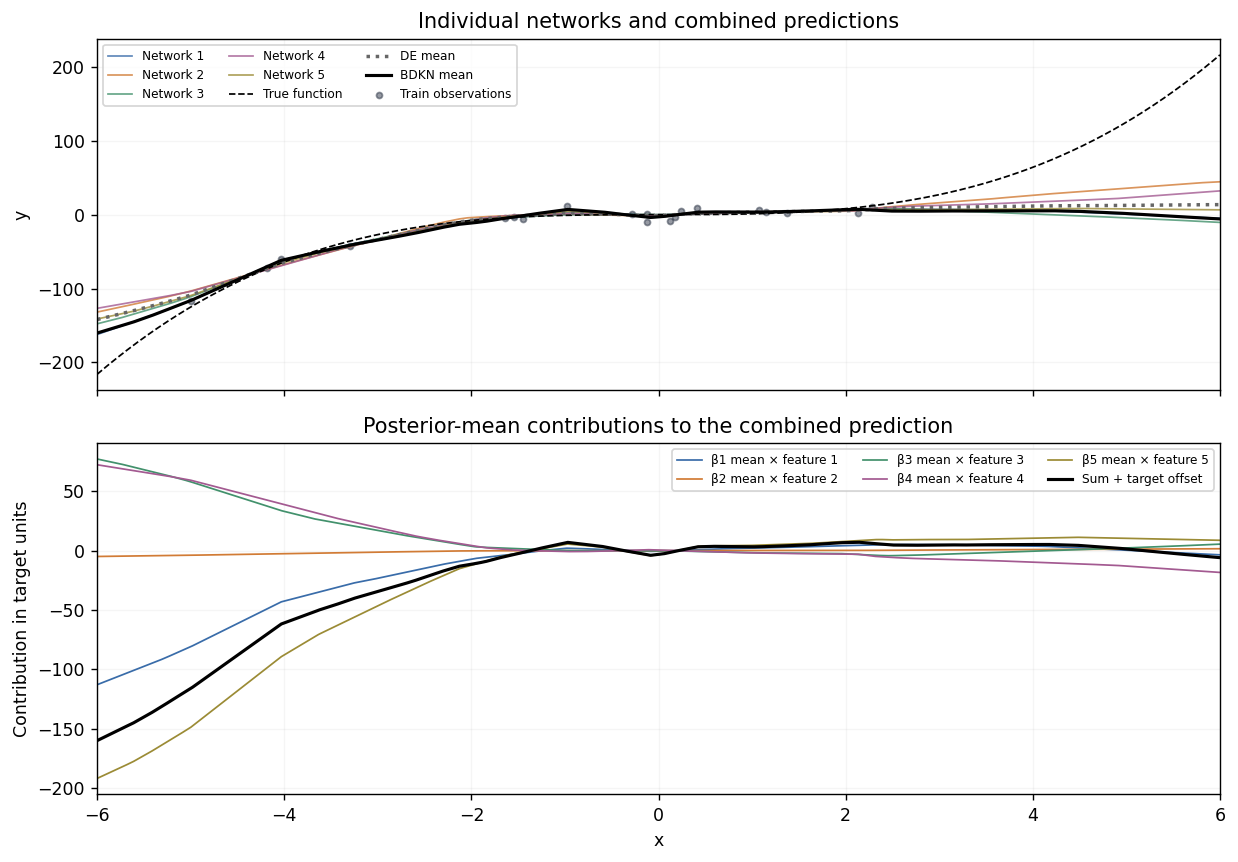 Individual networks and combined predictions
Network 1
Network 2
Network 3
Network 4
Network 5
True function
DE mean
BDKN mean
Train observations
y
200
100
0
−100
−200
Posterior-mean contributions to the combined prediction
β1 mean × feature 1
β2 mean × feature 2
β3 mean × feature 3
β4 mean × feature 4
β5 mean × feature 5
Sum + target offset
Contribution in target units
50
0
−50
−100
−150
−200
−6
−4
−2
0
2
4
6
x